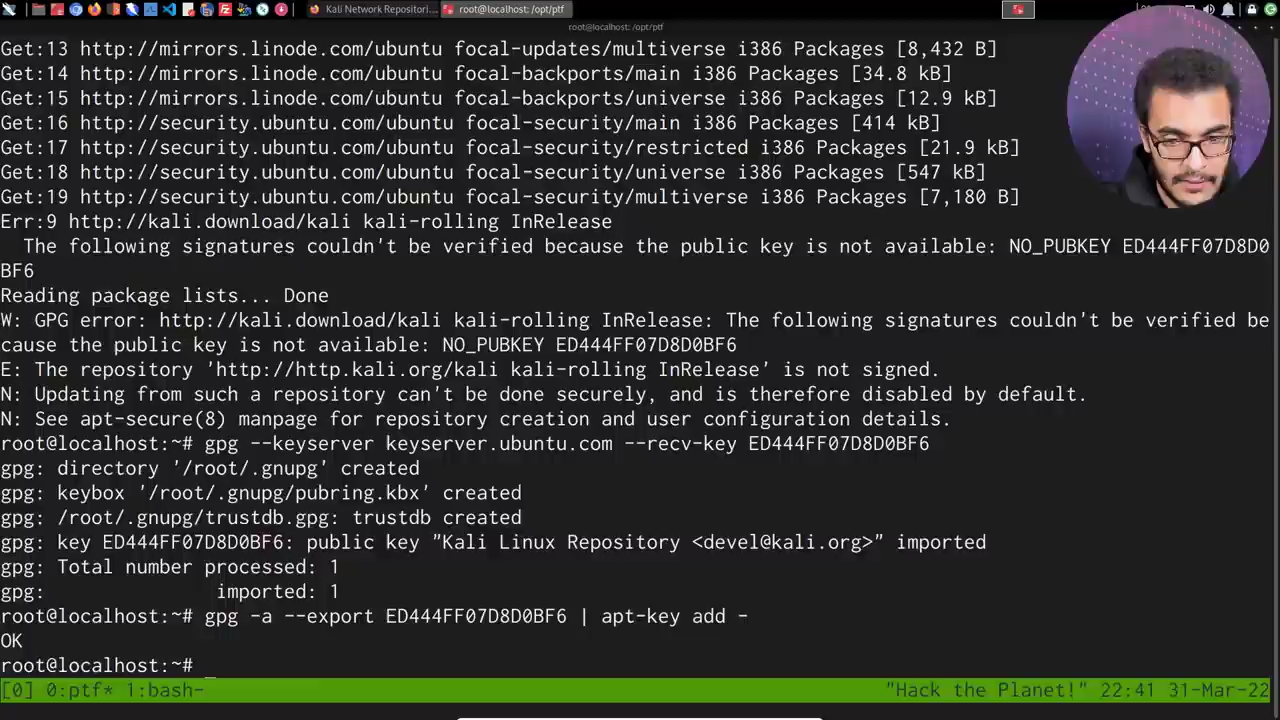 Kali Network Repositori...
root@localhost: /opt/ptf
root@localhost: /opt/ptf
Get:13 http://mirrors.linode.com/ubuntu focal-updates/multiverse i386 Packages [8,432 B]
Get:14 http://mirrors.linode.com/ubuntu focal-backports/main i386 Packages [34.8 kB]
Get:15 http://mirrors.linode.com/ubuntu focal-backports/universe i386 Packages [12.9 kB]
Get:16 http://security.ubuntu.com/ubuntu focal-security/main i386 Packages [414 kB]
Get:17 http://security.ubuntu.com/ubuntu focal-security/restricted i386 Packages [21.9 kB]
Get:18 http://security.ubuntu.com/ubuntu focal-security/universe i386 Packages [547 kB]
Get:19 http://security.ubuntu.com/ubuntu focal-security/multiverse i386 Packages [7,180 B]
Err:9 http://kali.download/kali kali-rolling InRelease
The following signatures couldn't be verified because the public key is not available: NO_PUBKEY ED444FF07D8D0
BF6
Reading package lists... Done
W: GPG error: http://kali.download/kali kali-rolling InRelease: The following signatures couldn't be verified be
cause the public key is not available: NO_PUBKEY ED444FF07D8D0BF6
E: The repository 'http://http.kali.org/kali kali-rolling InRelease' is not signed.
N: Updating from such a repository can't be done securely, and is therefore disabled by default.
N: See apt-secure(8) manpage for repository creation and user configuration details.
root@localhost:~# gpg --keyserver keyserver.ubuntu.com --recv-key ED444FF07D8D0BF6
gpg: directory '/root/.gnupg' created
gpg: keybox '/root/.gnupg/pubring.kbx' created
gpg: /root/.gnupg/trustdb.gpg: trustdb created
gpg: key ED444FF07D8D0BF6: public key "Kali Linux Repository <devel@kali.org>" imported
gpg: Total number processed: 1
gpg: imported: 1
root@localhost:~# gpg -a --export ED444FF07D8D0BF6 | apt-key add -
OK
root@localhost:~#
[0] 0:ptf* 1:bash- "Hack the Planet!" 22:41 31-Mar-22